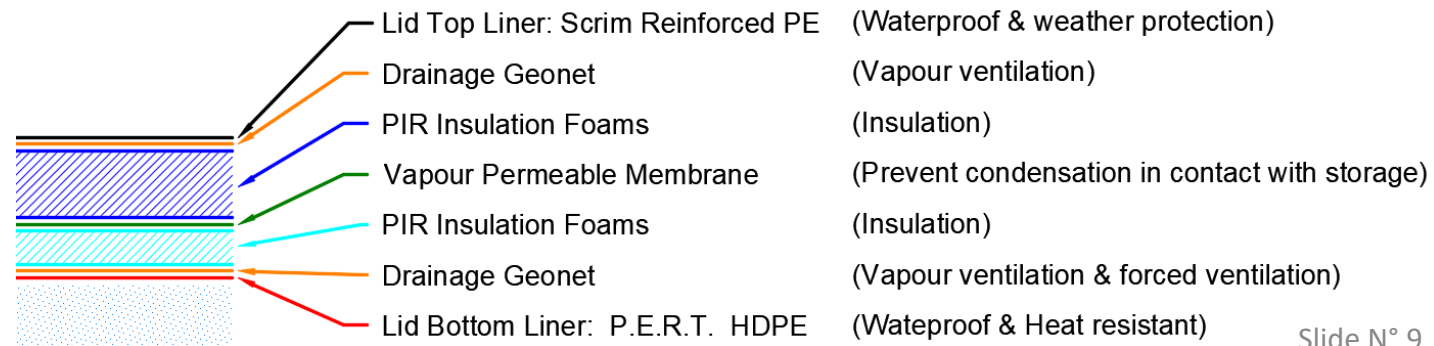 Lid Top Liner: Scrim Reinforced PE (Waterproof & weather protection)
Drainage Geonet (Vapour ventilation)
PIR Insulation Foams (Insulation)
Vapour Permeable Membrane (Prevent condensation in contact with storage)
PIR Insulation Foams (Insulation)
Drainage Geonet (Vapour ventilation & forced ventilation)
Lid Bottom Liner: P.E.R.T. HDPE (Wateproof & Heat resistant)
Slide N° 9